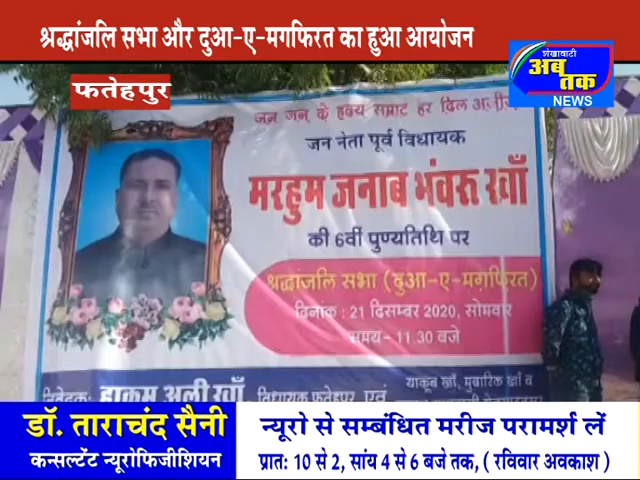 श्रद्धांजलि सभा और दुआ-ए-मगफिरत का हुआ आयोजन
शेखावाटी
अब
तक
NEWS
फतेहपुर
जन जन के हृदय सम्राट हर दिल अजीज
जन नेता पूर्व विधायक
मरहुम जनाब भंवरू खाँ
की 6वीं पुण्यतिथि पर
श्रद्धांजलि सभा (दुआ-ए-मगफिरत)
दिनांक : 21 दिसम्बर 2020, सोमवार
समय- 11.30 बजे
निवेदक: हाकम अली खाँ विधायक फतेहपुर एवं
याकूब खाँ, मुबारिक खाँ व
डॉ. ताराचंद सैनी
कन्सल्टेंट न्यूरोफिजीशियन
न्यूरो से सम्बंधित मरीज परामर्श लें
प्रात: 10 से 2, सांय 4 से 6 बजे तक, ( रविवार अवकाश )